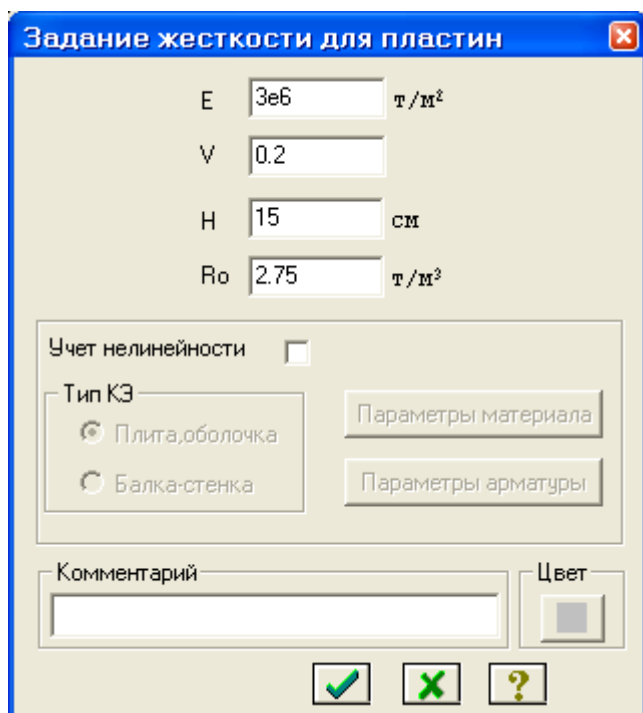 Задание жесткости для пластин
E 3e6 т/м²
V 0.2
H 15 см
Ro 2.75 т/м³
Учет нелинейности
Тип КЭ
Плита,оболочка
Балка-стенка
Параметры материала
Параметры арматуры
Комментарий
Цвет
?